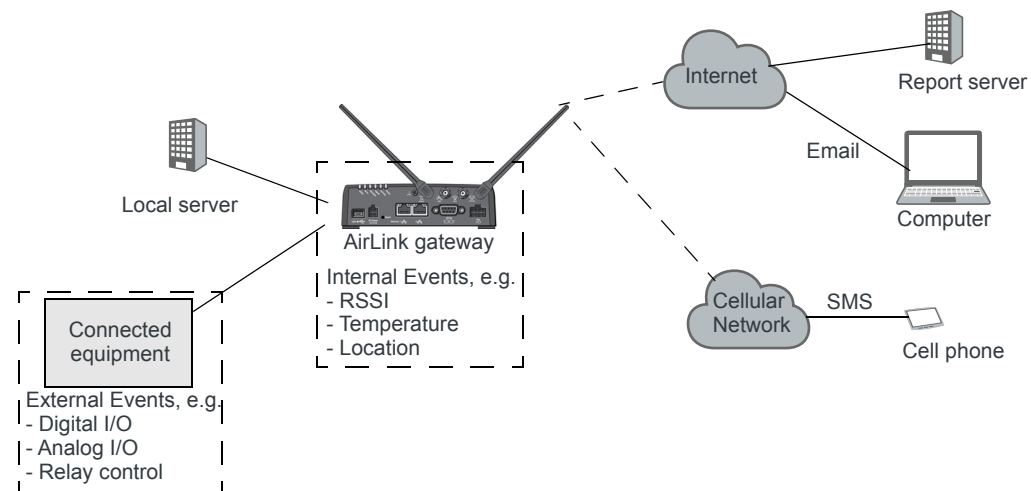 Internet
Report server
Email
Computer
Local server
AirLink gateway
Internal Events, e.g.
- RSSI
- Temperature
- Location
Cellular
Network
SMS
Cell phone
Connected
equipment
External Events, e.g.
- Digital I/O
- Analog I/O
- Relay control